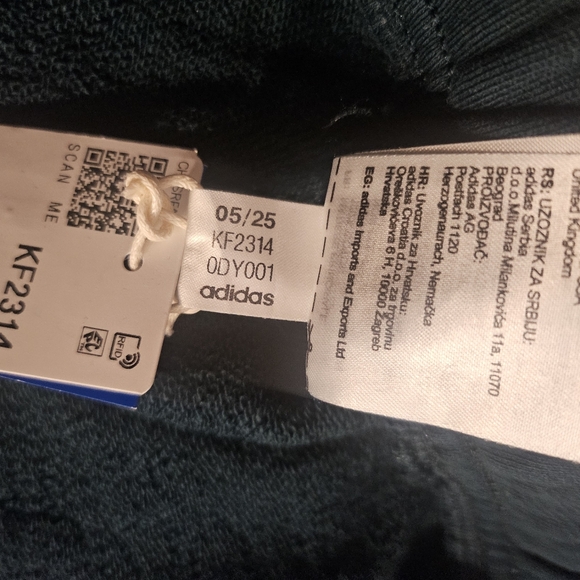 SCAN ME
KF2314
RFID
05/25
KF2314
0DY001
adidas
United Kingdom
RS: UZOZNIK ZA SRBIJU:
adidas Serbia
d.o.o. Milutina Milankovića 11a, 11070
Beograd
PROIZVOĐAČ:
Adidas AG
Postfach 1120
Herzogenaurach, Nemačka
HR: Uvoznik za Hrvatsku:
adidas Croatia d.o.o. za trgovinu
Oreškovićeva 6 H, 10000 Zagreb
Hrvatska
EG: adidas Imports and Exports Ltd